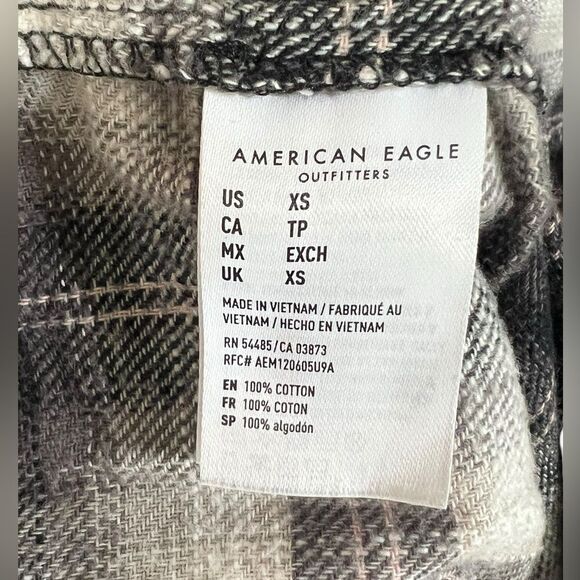 AMERICAN EAGLE
OUTFITTERS
US XS
CA TP
MX EXCH
UK XS
MADE IN VIETNAM / FABRIQUÉ AU
VIETNAM / HECHO EN VIETNAM
RN 54485/CA 03873
RFC# AEM120605U9A
EN 100% COTTON
FR 100% COTON
SP 100% algodón